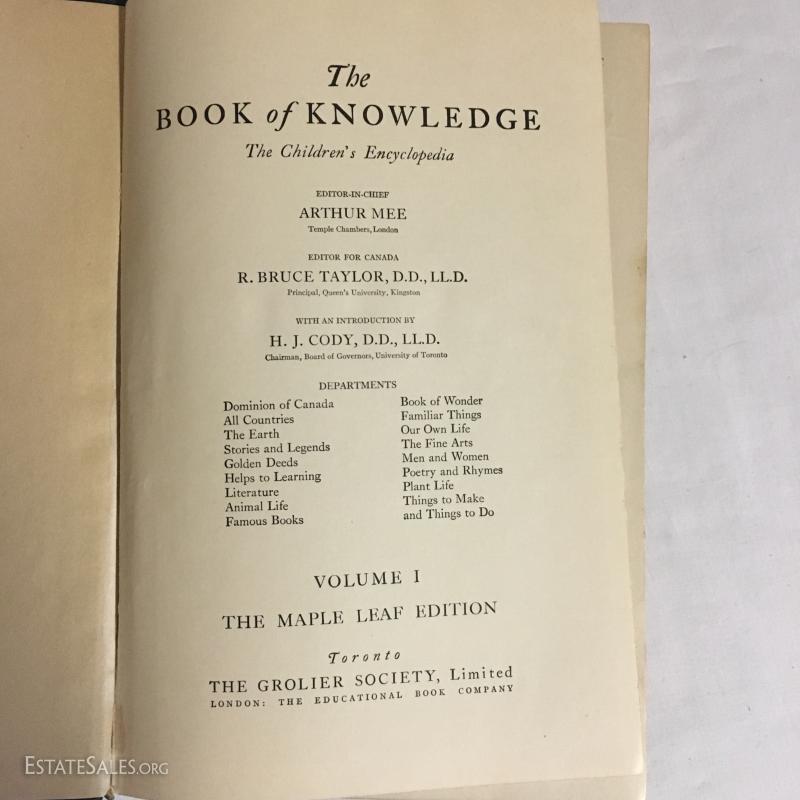 The
BOOK of KNOWLEDGE
The Children's Encyclopedia
EDITOR-IN-CHIEF
ARTHUR MEE
Temple Chambers, London
EDITOR FOR CANADA
R. BRUCE TAYLOR, D.D., LL.D.
Principal, Queen's University, Kingston
WITH AN INTRODUCTION BY
H. J. CODY, D.D., LL.D.
Chairman, Board of Governors, University of Toronto
DEPARTMENTS
Dominion of Canada
All Countries
The Earth
Stories and Legends
Golden Deeds
Helps to Learning
Literature
Animal Life
Famous Books
Book of Wonder
Familiar Things
Our Own Life
The Fine Arts
Men and Women
Poetry and Rhymes
Plant Life
Things to Make
and Things to Do
VOLUME I
THE MAPLE LEAF EDITION
Toronto
THE GROLIER SOCIETY, Limited
LONDON: THE EDUCATIONAL BOOK COMPANY
ESTATESALES.ORG